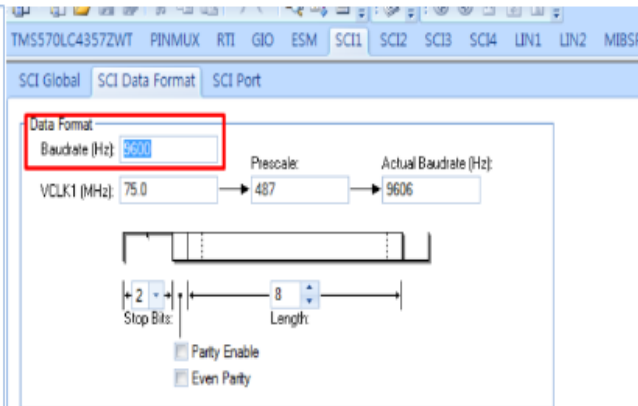 TMS570LC4357ZWT PINMUX RTI GIO ESM SCI1 SCI2 SCI3 SCI4 LIN1 LIN2
SCI Global SCI Data Format SCI Port
Data Format
Baudrate (Hz): 9600
Prescale: Actual Baudrate (Hz):
VCLK1 (MHz): 75.0 487 9606
2 8
Stop Bits: Length:
Parity Enable
Even Parity